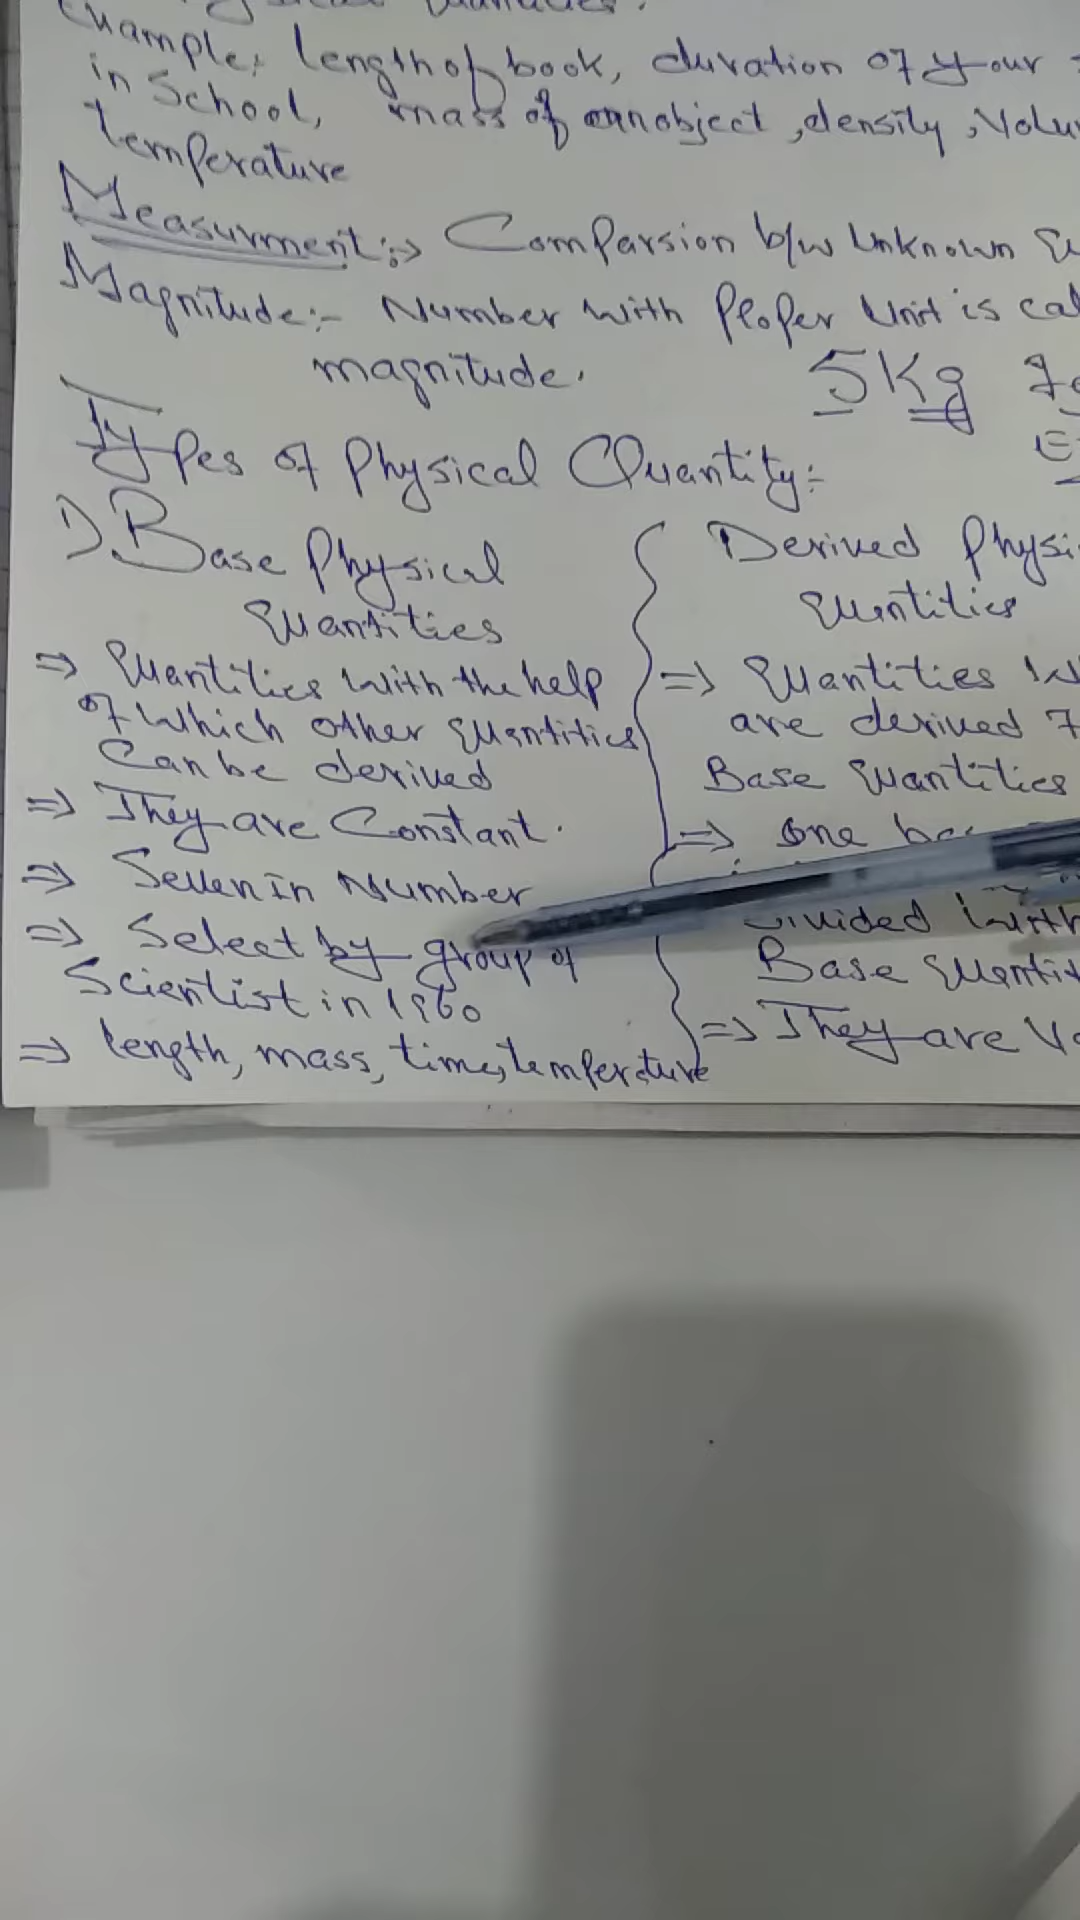 Example: length of book, duration of your
in School, mass of an object, density, Volu
temperature
Measurment:-> Comparsion b/w Unknown Qu
Magnitude:- Number with Proper Unit is cal
magnitude.
5Kg
Types of Physical Quantity:-
1) Base Physical
Quantities
=> Quantities with the help
of which other Quantities
Can be derived
=> They are Constant.
=> Seven in Number
=> Select by group of
Scientist in 1960
=> length, mass, time, temperature
Derived Physi
Quntities
=> Quantities w
are derived f
Base Quantities
=> One bas
divided with
Base Quantit
=> They are Va